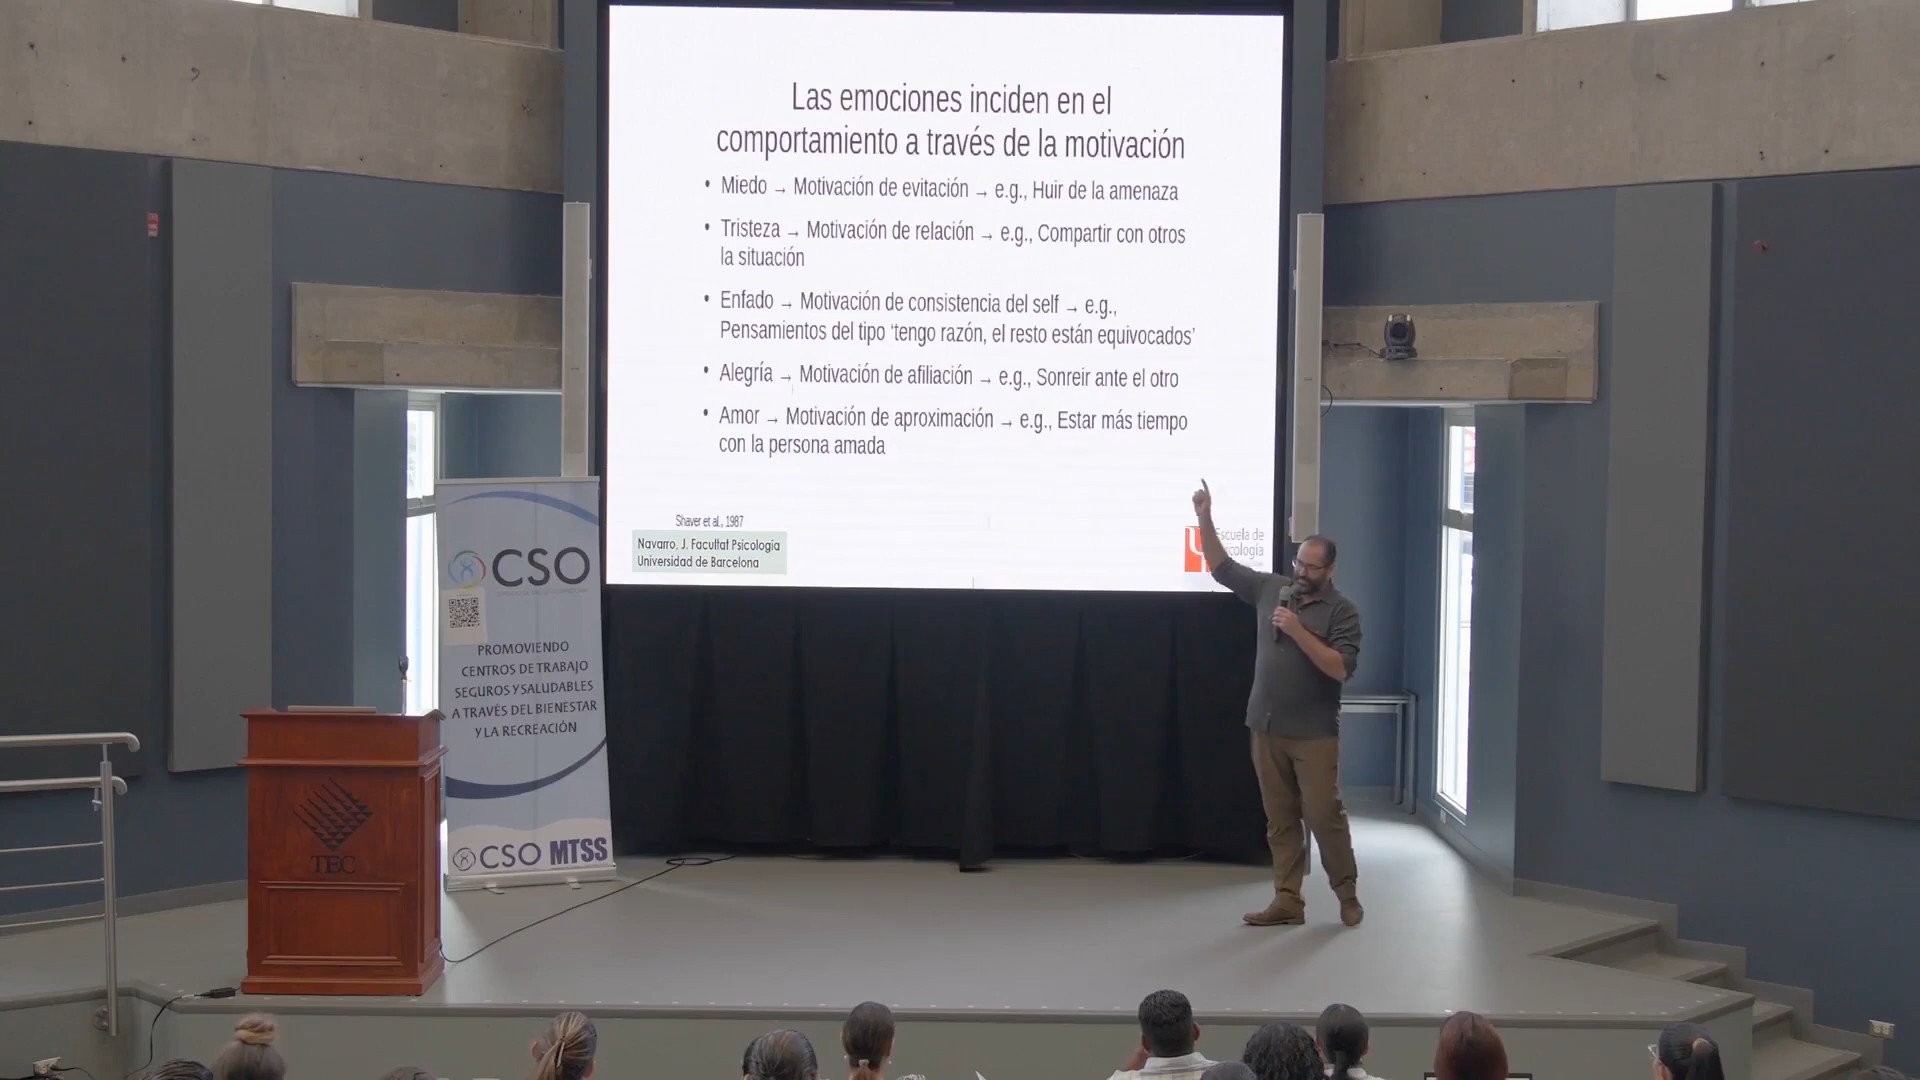 Las emociones inciden en el
comportamiento a través de la motivación
• Miedo → Motivación de evitación → e.g., Huir de la amenaza
• Tristeza → Motivación de relación → e.g., Compartir con otros
la situación
• Enfado → Motivación de consistencia del self → e.g.,
Pensamientos del tipo ‘tengo razón, el resto están equivocados’
• Alegría → Motivación de afiliación → e.g., Sonreir ante el otro
• Amor → Motivación de aproximación → e.g., Estar más tiempo
con la persona amada
Shaver et al., 1987
Navarro, J. Facultat Psicologia
Universidad de Barcelona
Escuela de
CSO
PROMOVIENDO
CENTROS DE TRABAJO
SEGUROS Y SALUDABLES
A TRAVÉS DEL BIENESTAR
Y LA RECREACIÓN
CSO MTSS
TEC